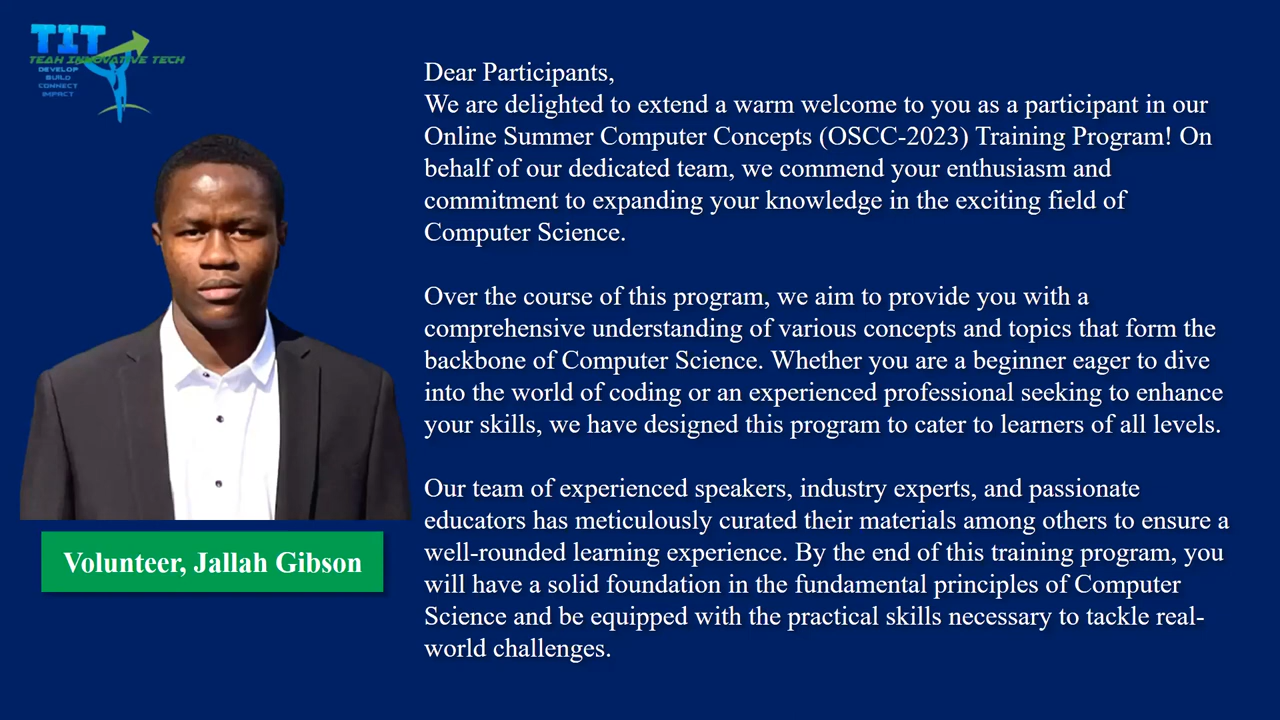 TIT
TEAH INNOVATIVE TECH
DEVELOP
BUILD
CONNECT
IMPACT
Dear Participants,
We are delighted to extend a warm welcome to you as a participant in our
Online Summer Computer Concepts (OSCC-2023) Training Program! On
behalf of our dedicated team, we commend your enthusiasm and
commitment to expanding your knowledge in the exciting field of
Computer Science.
Over the course of this program, we aim to provide you with a
comprehensive understanding of various concepts and topics that form the
backbone of Computer Science. Whether you are a beginner eager to dive
into the world of coding or an experienced professional seeking to enhance
your skills, we have designed this program to cater to learners of all levels.
Our team of experienced speakers, industry experts, and passionate
educators has meticulously curated their materials among others to ensure a
well-rounded learning experience. By the end of this training program, you
will have a solid foundation in the fundamental principles of Computer
Science and be equipped with the practical skills necessary to tackle real-
world challenges.
Volunteer, Jallah Gibson